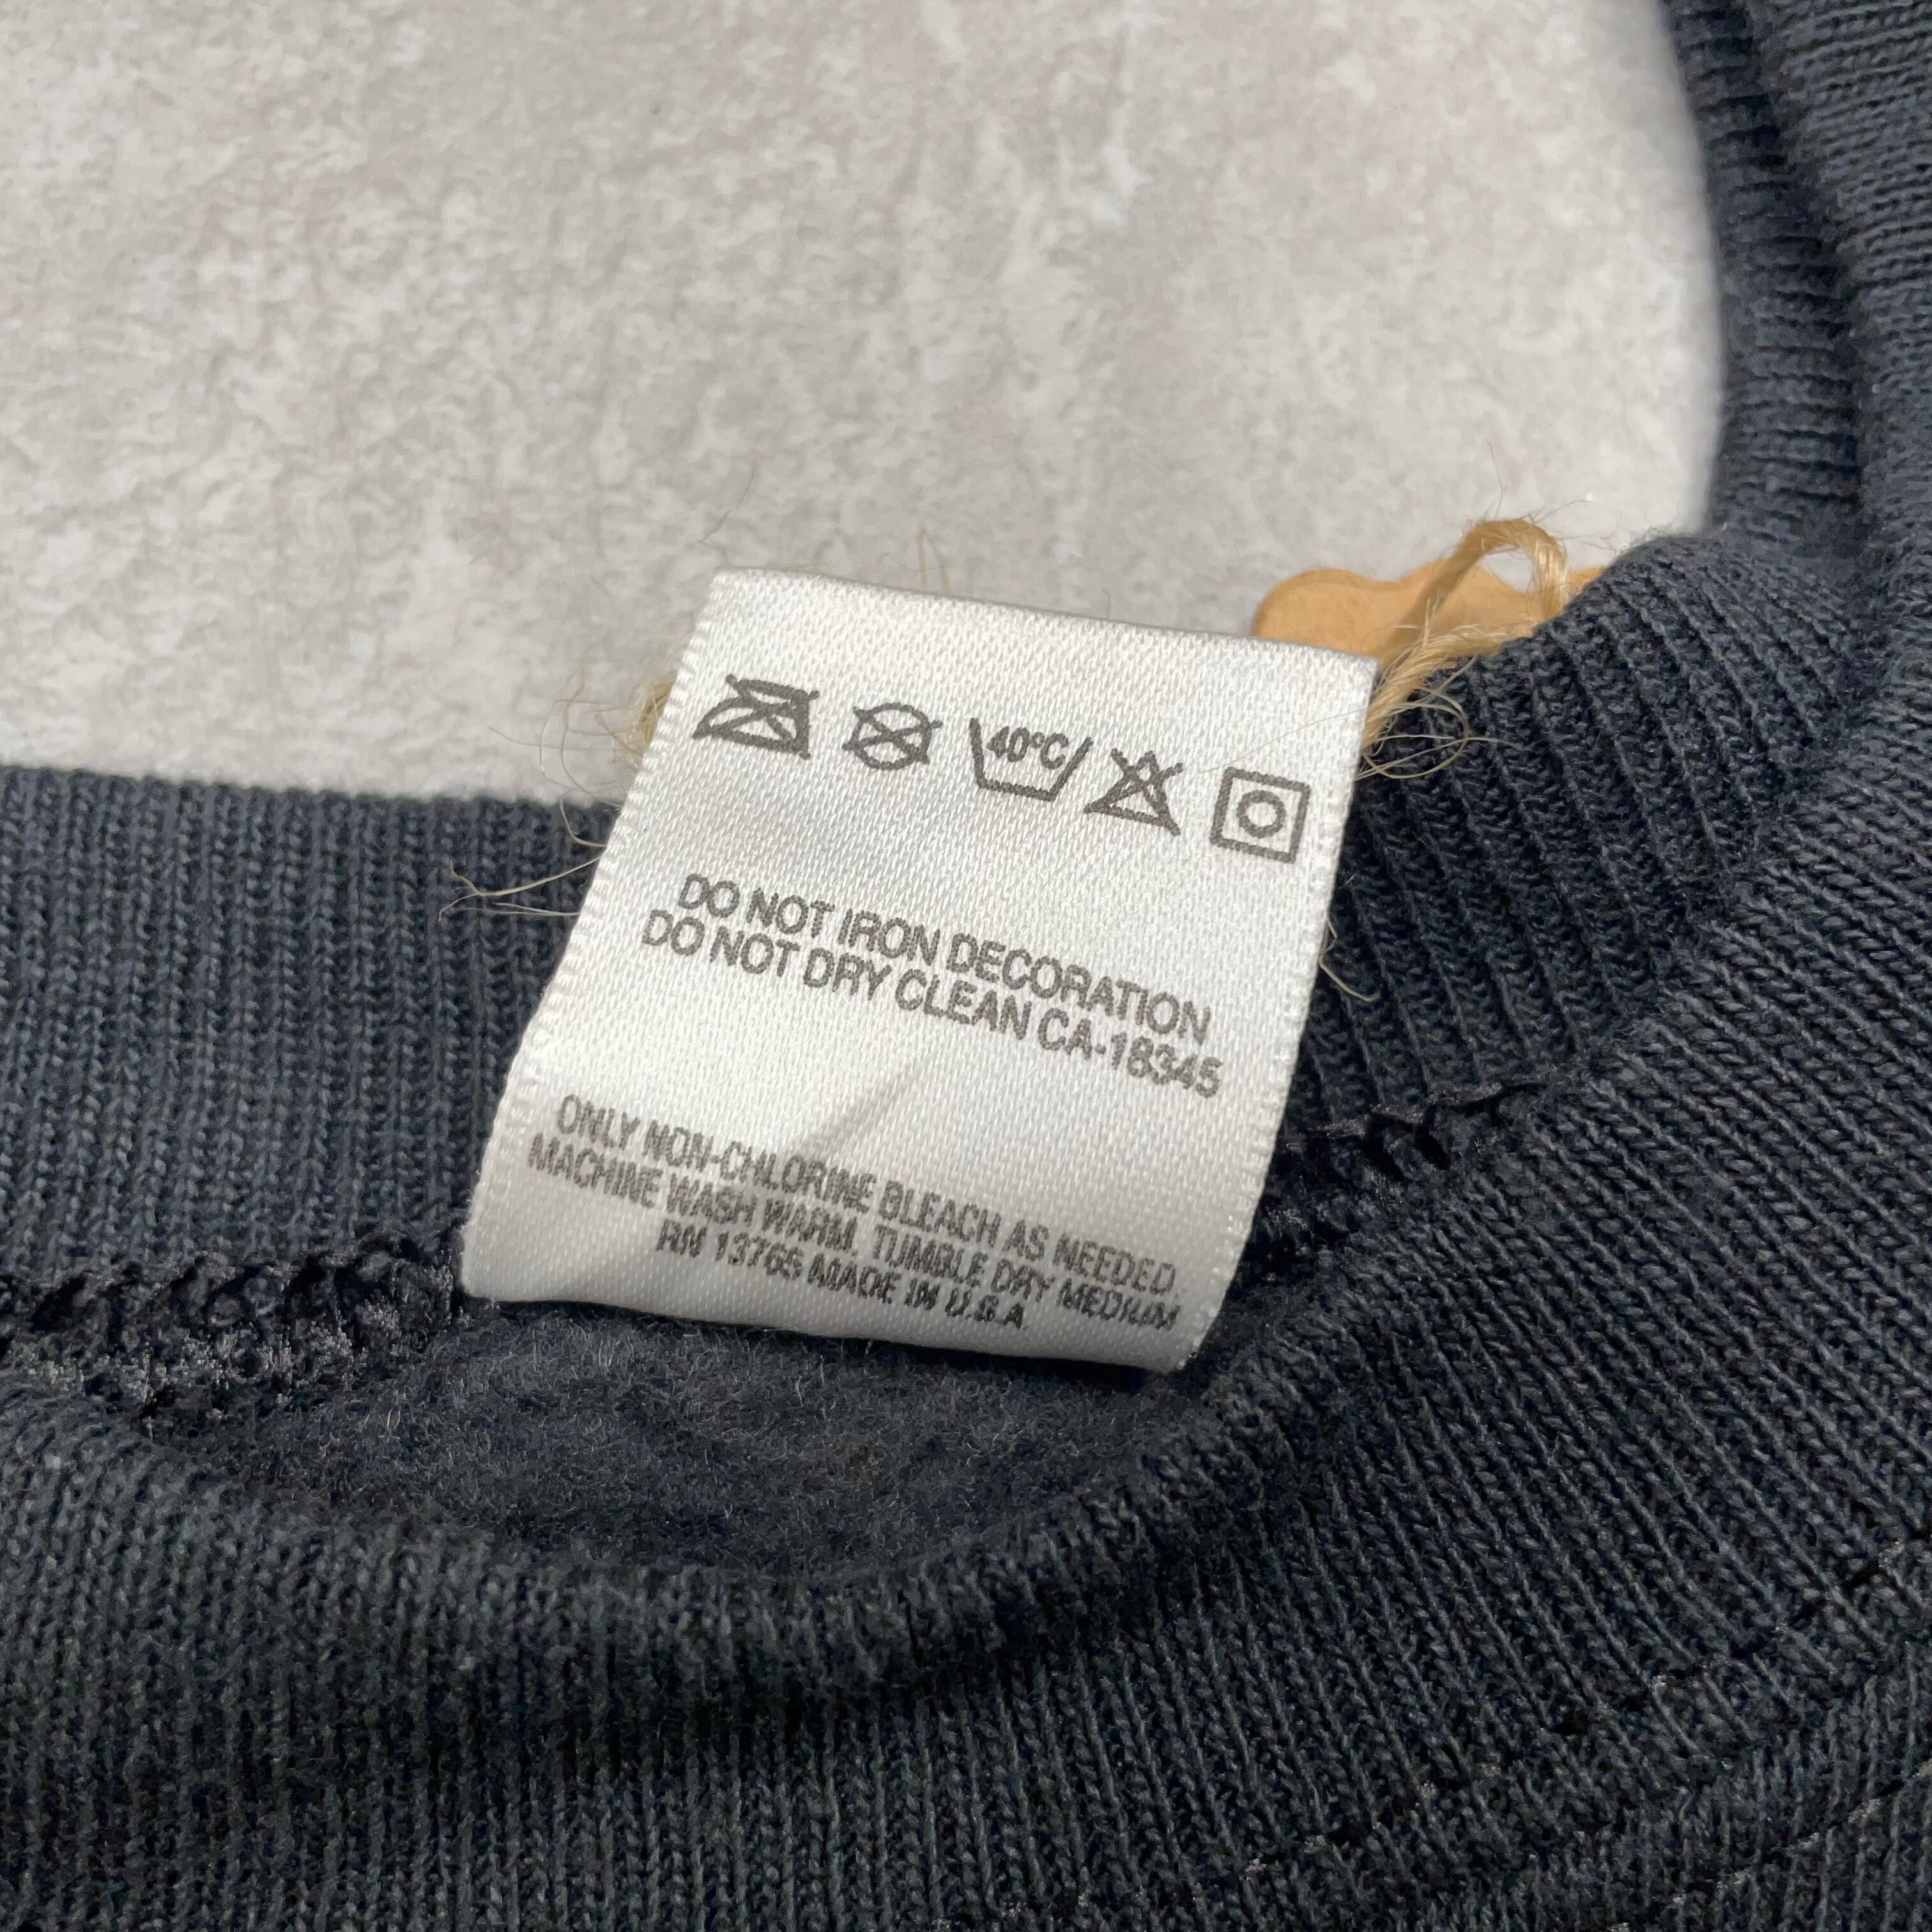 40°C
DO NOT IRON DECORATION
DO NOT DRY CLEAN CA-18345
ONLY NON-CHLORINE BLEACH AS NEEDED.
MACHINE WASH WARM. TUMBLE DRY MEDIUM
RN 13765 MADE IN U.S.A.